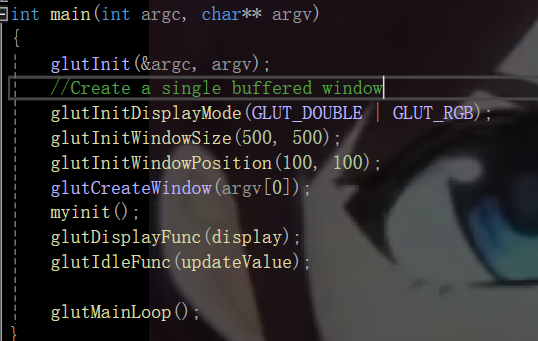 int main(int argc, char** argv)
{
glutInit(&argc, argv);
//Create a single buffered window
glutInitDisplayMode(GLUT_DOUBLE | GLUT_RGB);
glutInitWindowSize(500, 500);
glutInitWindowPosition(100, 100);
glutCreateWindow(argv[0]);
myinit();
glutDisplayFunc(display);
glutIdleFunc(updateValue);
glutMainLoop();
}